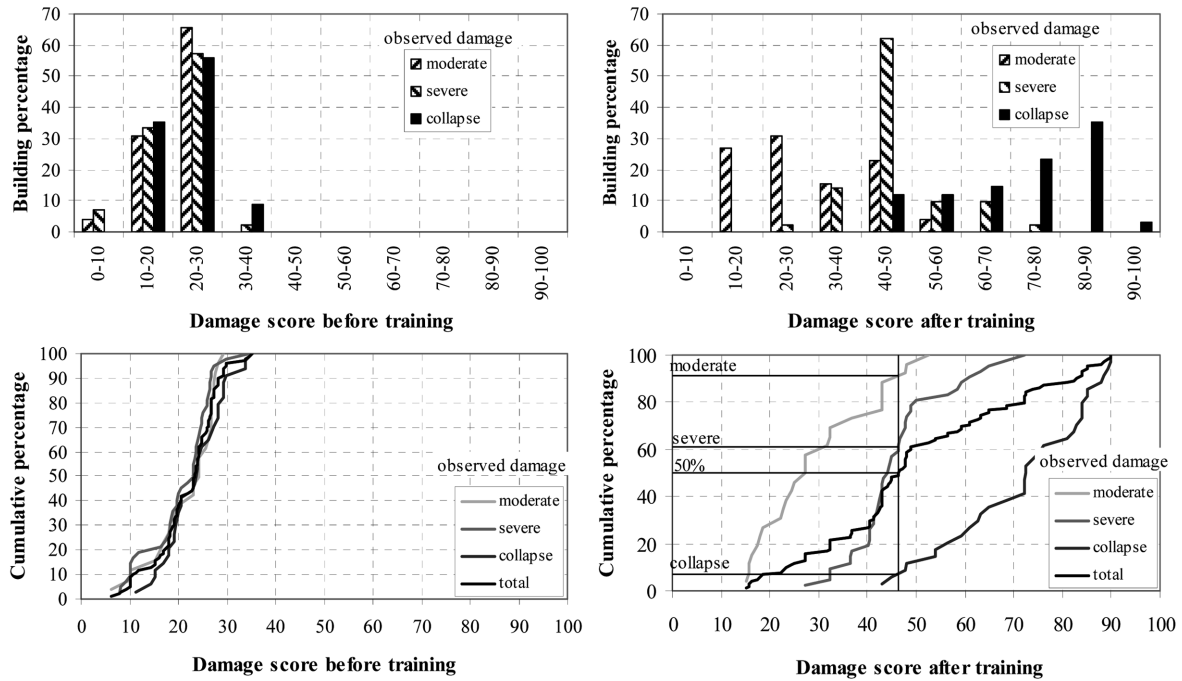 70
60
50
40
30
20
10
0
Building percentage
observed damage
moderate
severe
collapse
0-10
10-20
20-30
30-40
40-50
50-60
60-70
70-80
80-90
90-100
Damage score before training
70
60
50
40
30
20
10
0
Building percentage
observed damage
moderate
severe
collapse
0-10
10-20
20-30
30-40
40-50
50-60
60-70
70-80
80-90
90-100
Damage score after training
100
90
80
70
60
50
40
30
20
10
0
Cumulative percentage
observed damage
moderate
severe
collapse
total
0 10 20 30 40 50 60 70 80 90 100
Damage score before training
100
80
60
40
20
0
Cumulative percentage
moderate
severe
50%
collapse
observed damage
moderate
severe
collapse
total
0 10 20 30 40 50 60 70 80 90 100
Damage score after training